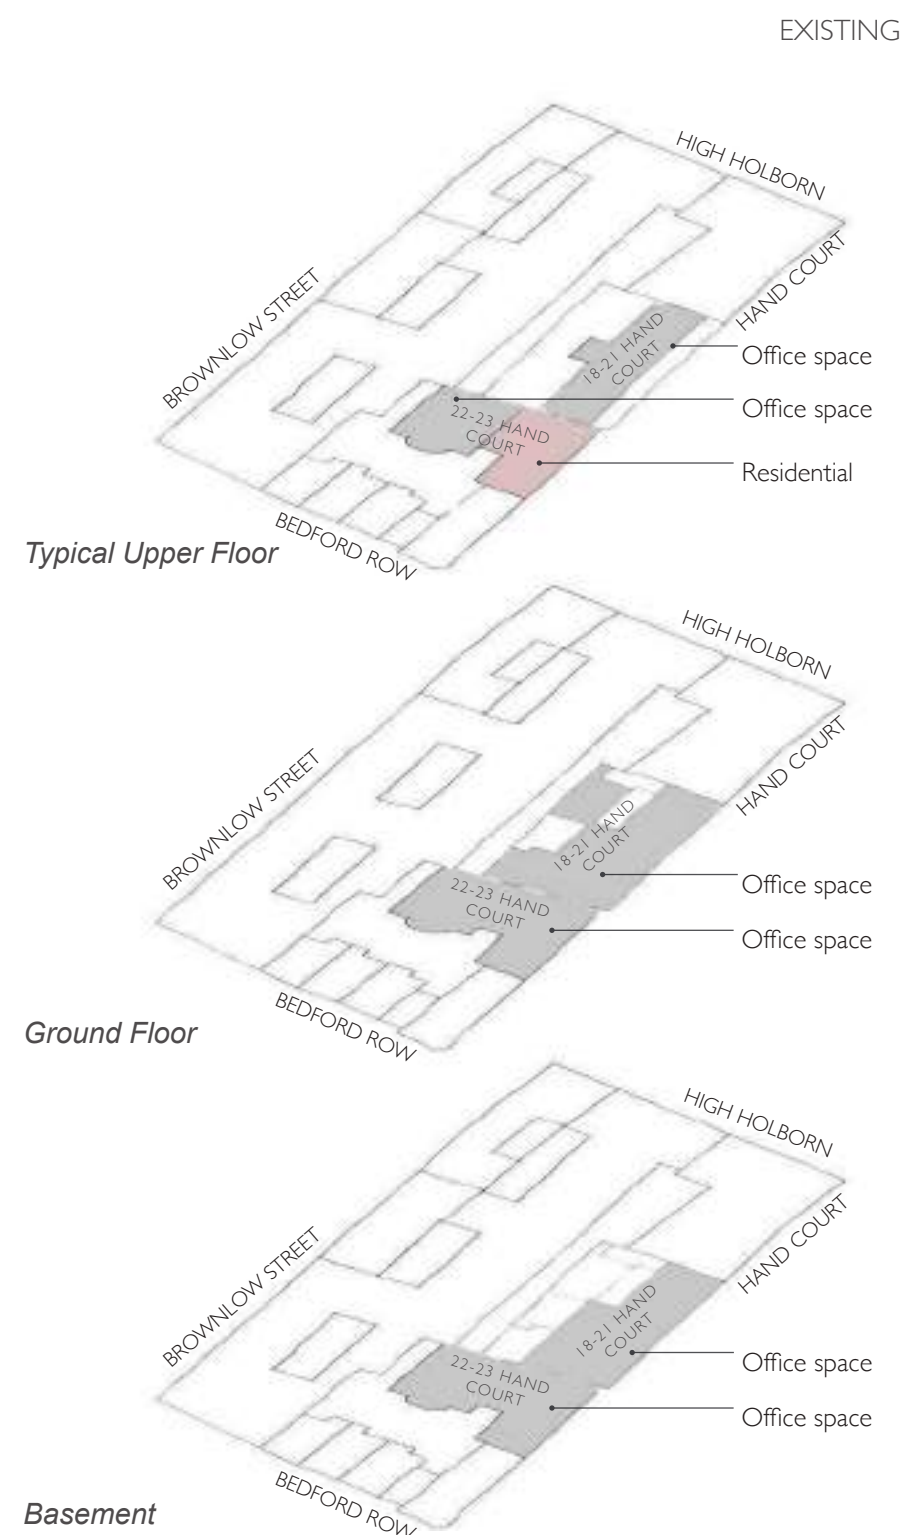 EXISTING
HIGH HOLBORN
HAND COURT
BROWNLOW STREET
18-21 HAND
COURT
Office space
Office space
22-23 HAND
COURT
Residential
BEDFORD ROW
Typical Upper Floor
HIGH HOLBORN
HAND COURT
BROWNLOW STREET
18-21 HAND
COURT
Office space
22-23 HAND
COURT
Office space
BEDFORD ROW
Ground Floor
HIGH HOLBORN
HAND COURT
BROWNLOW STREET
18-21 HAND
COURT
Office space
22-23 HAND
COURT
Office space
BEDFORD ROW
Basement